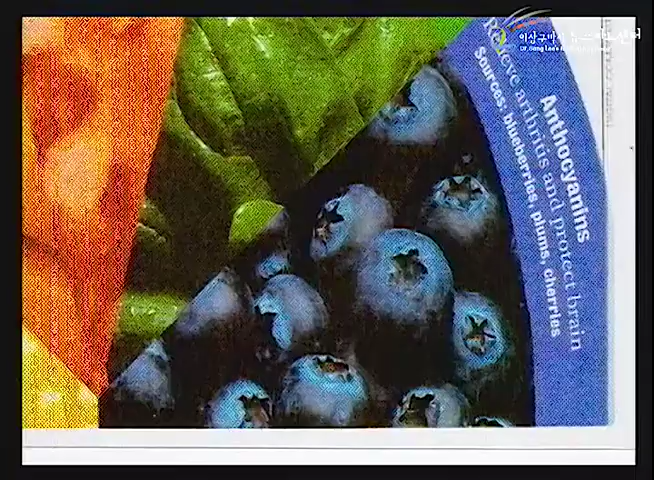 Anthocyanins
Relieve arthritis and protect brain
Sources: blueberries, plums, cherries